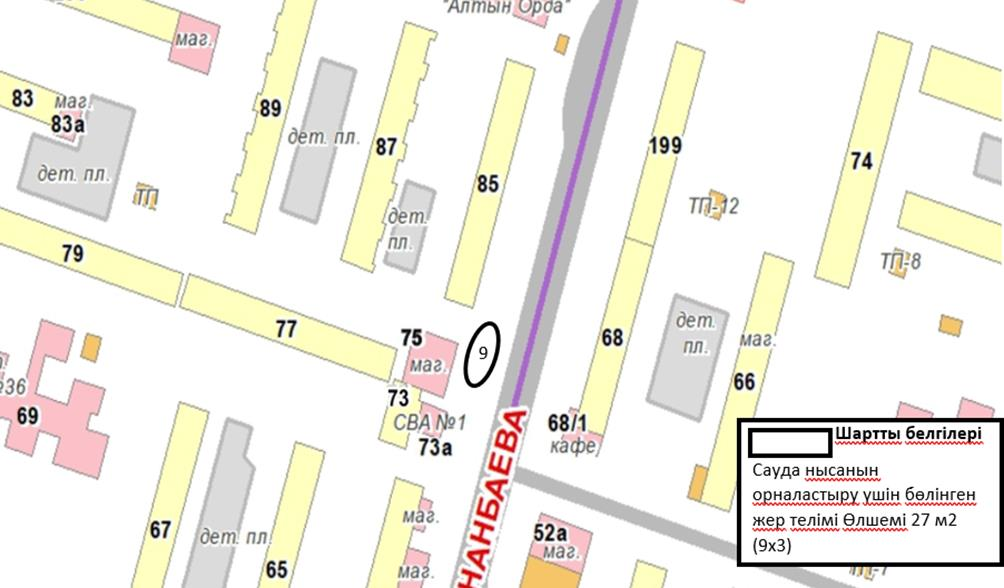 "Алтын Орда"
маг.
89
83
маг.
83а
дет. пл.
87
199
74
дет. пл.
ТП
85
дет.
пл.
ТП-12
79
ТП-8
77
75
маг.
9
68
дет.
пл.
маг.
66
№36
69
73
СВА №1
73а
68/1
кафе
НАНБАЕВА
67
дет. пл.
65
маг.
маг.
52а
маг.
Шартты белгілері
Сауда нысанын
орналастыру үшін бөлінген
жер телімі Өлшемі 27 м2
(9х3)